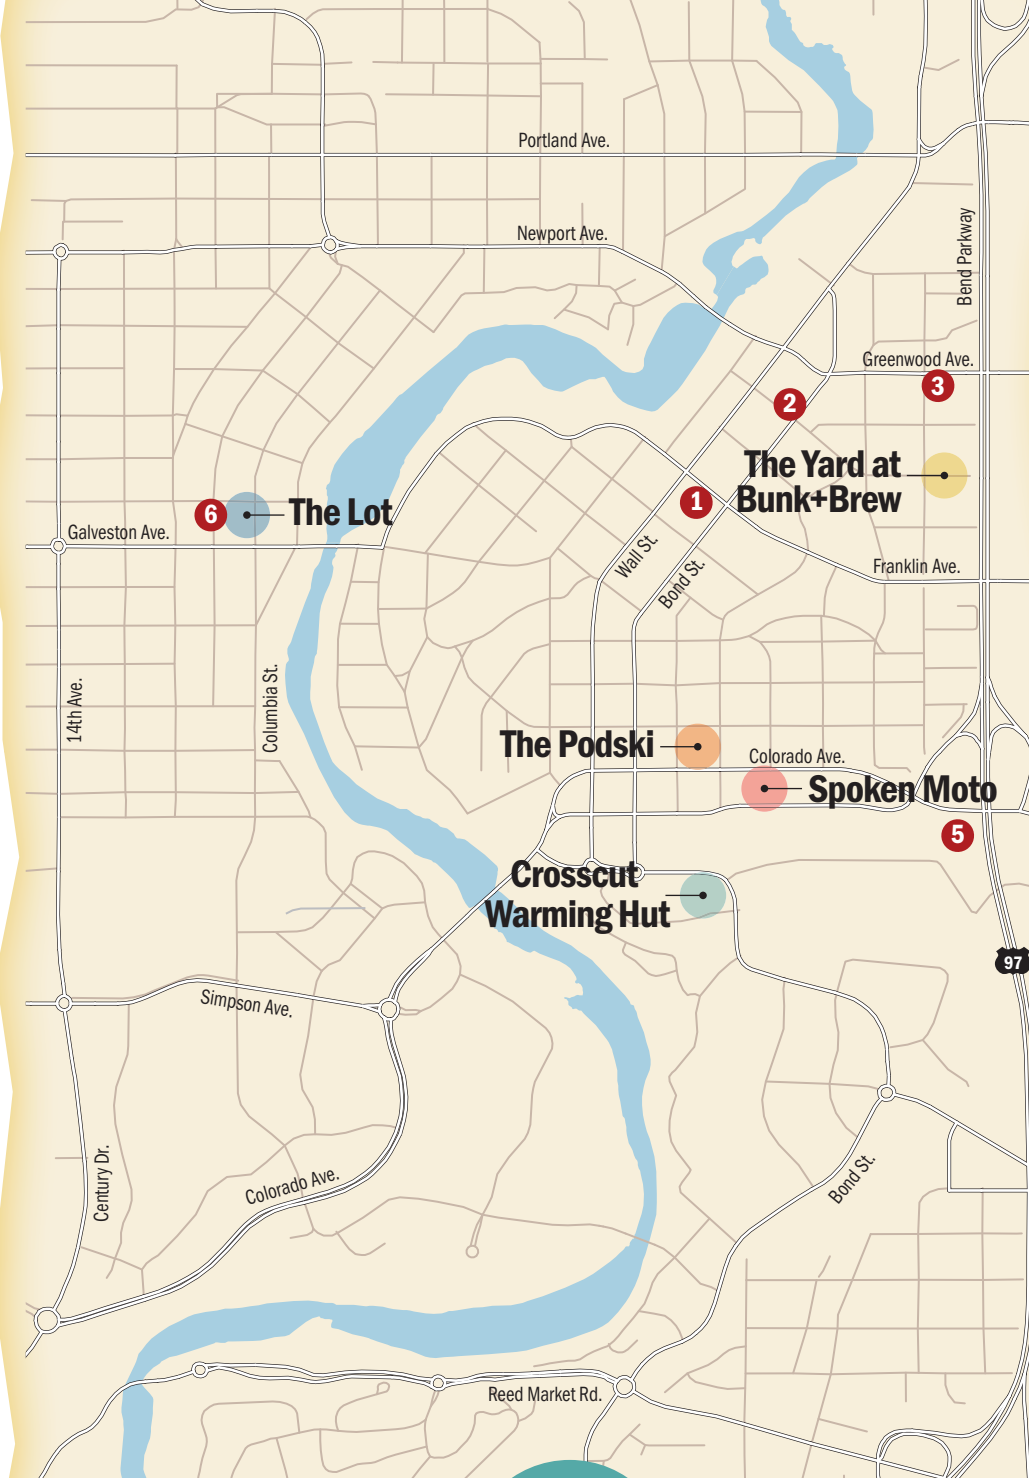 Portland Ave.
Newport Ave.
Bend Parkway
Greenwood Ave.
3
2
The Yard at
Bunk+Brew
1
6
The Lot
Galveston Ave.
Wall St.
Bond St.
Franklin Ave.
14th Ave.
Columbia St.
The Podski
Colorado Ave.
Spoken Moto
5
Crosscut
Warming Hut
97
Simpson Ave.
Century Dr.
Colorado Ave.
Bond St.
Reed Market Rd.